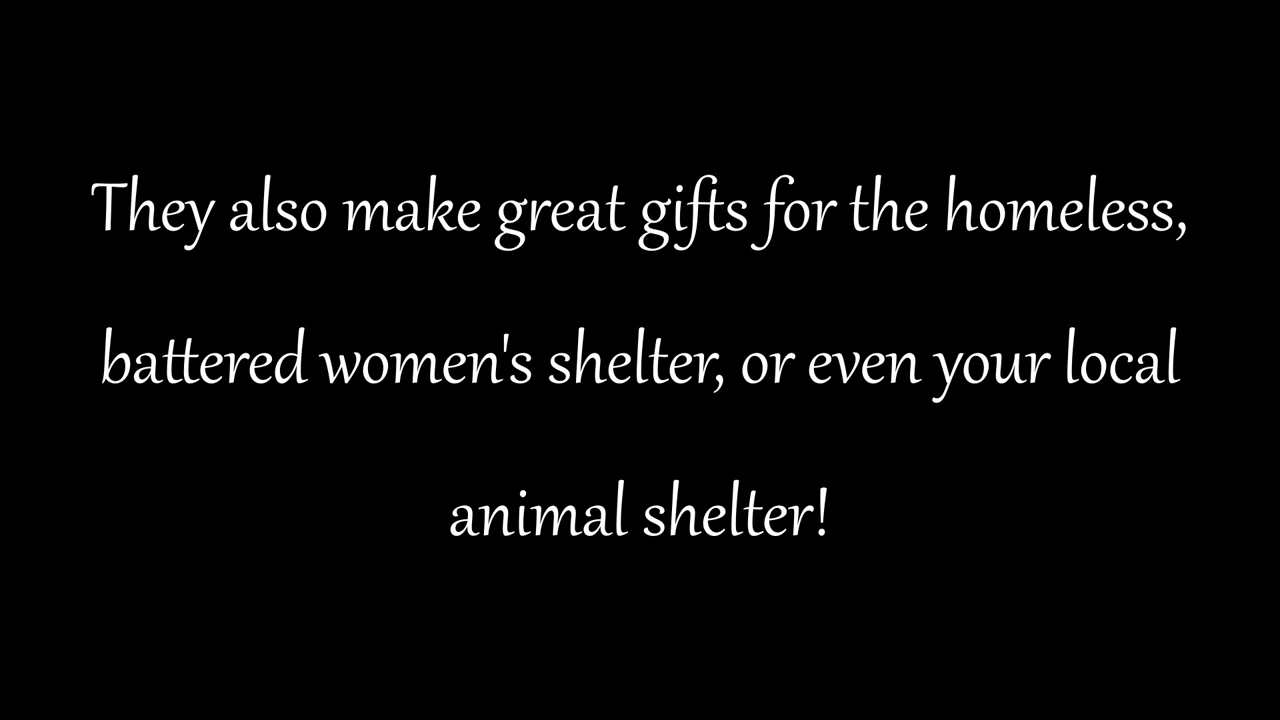 They also make great gifts for the homeless,
battered women's shelter, or even your local
animal shelter!